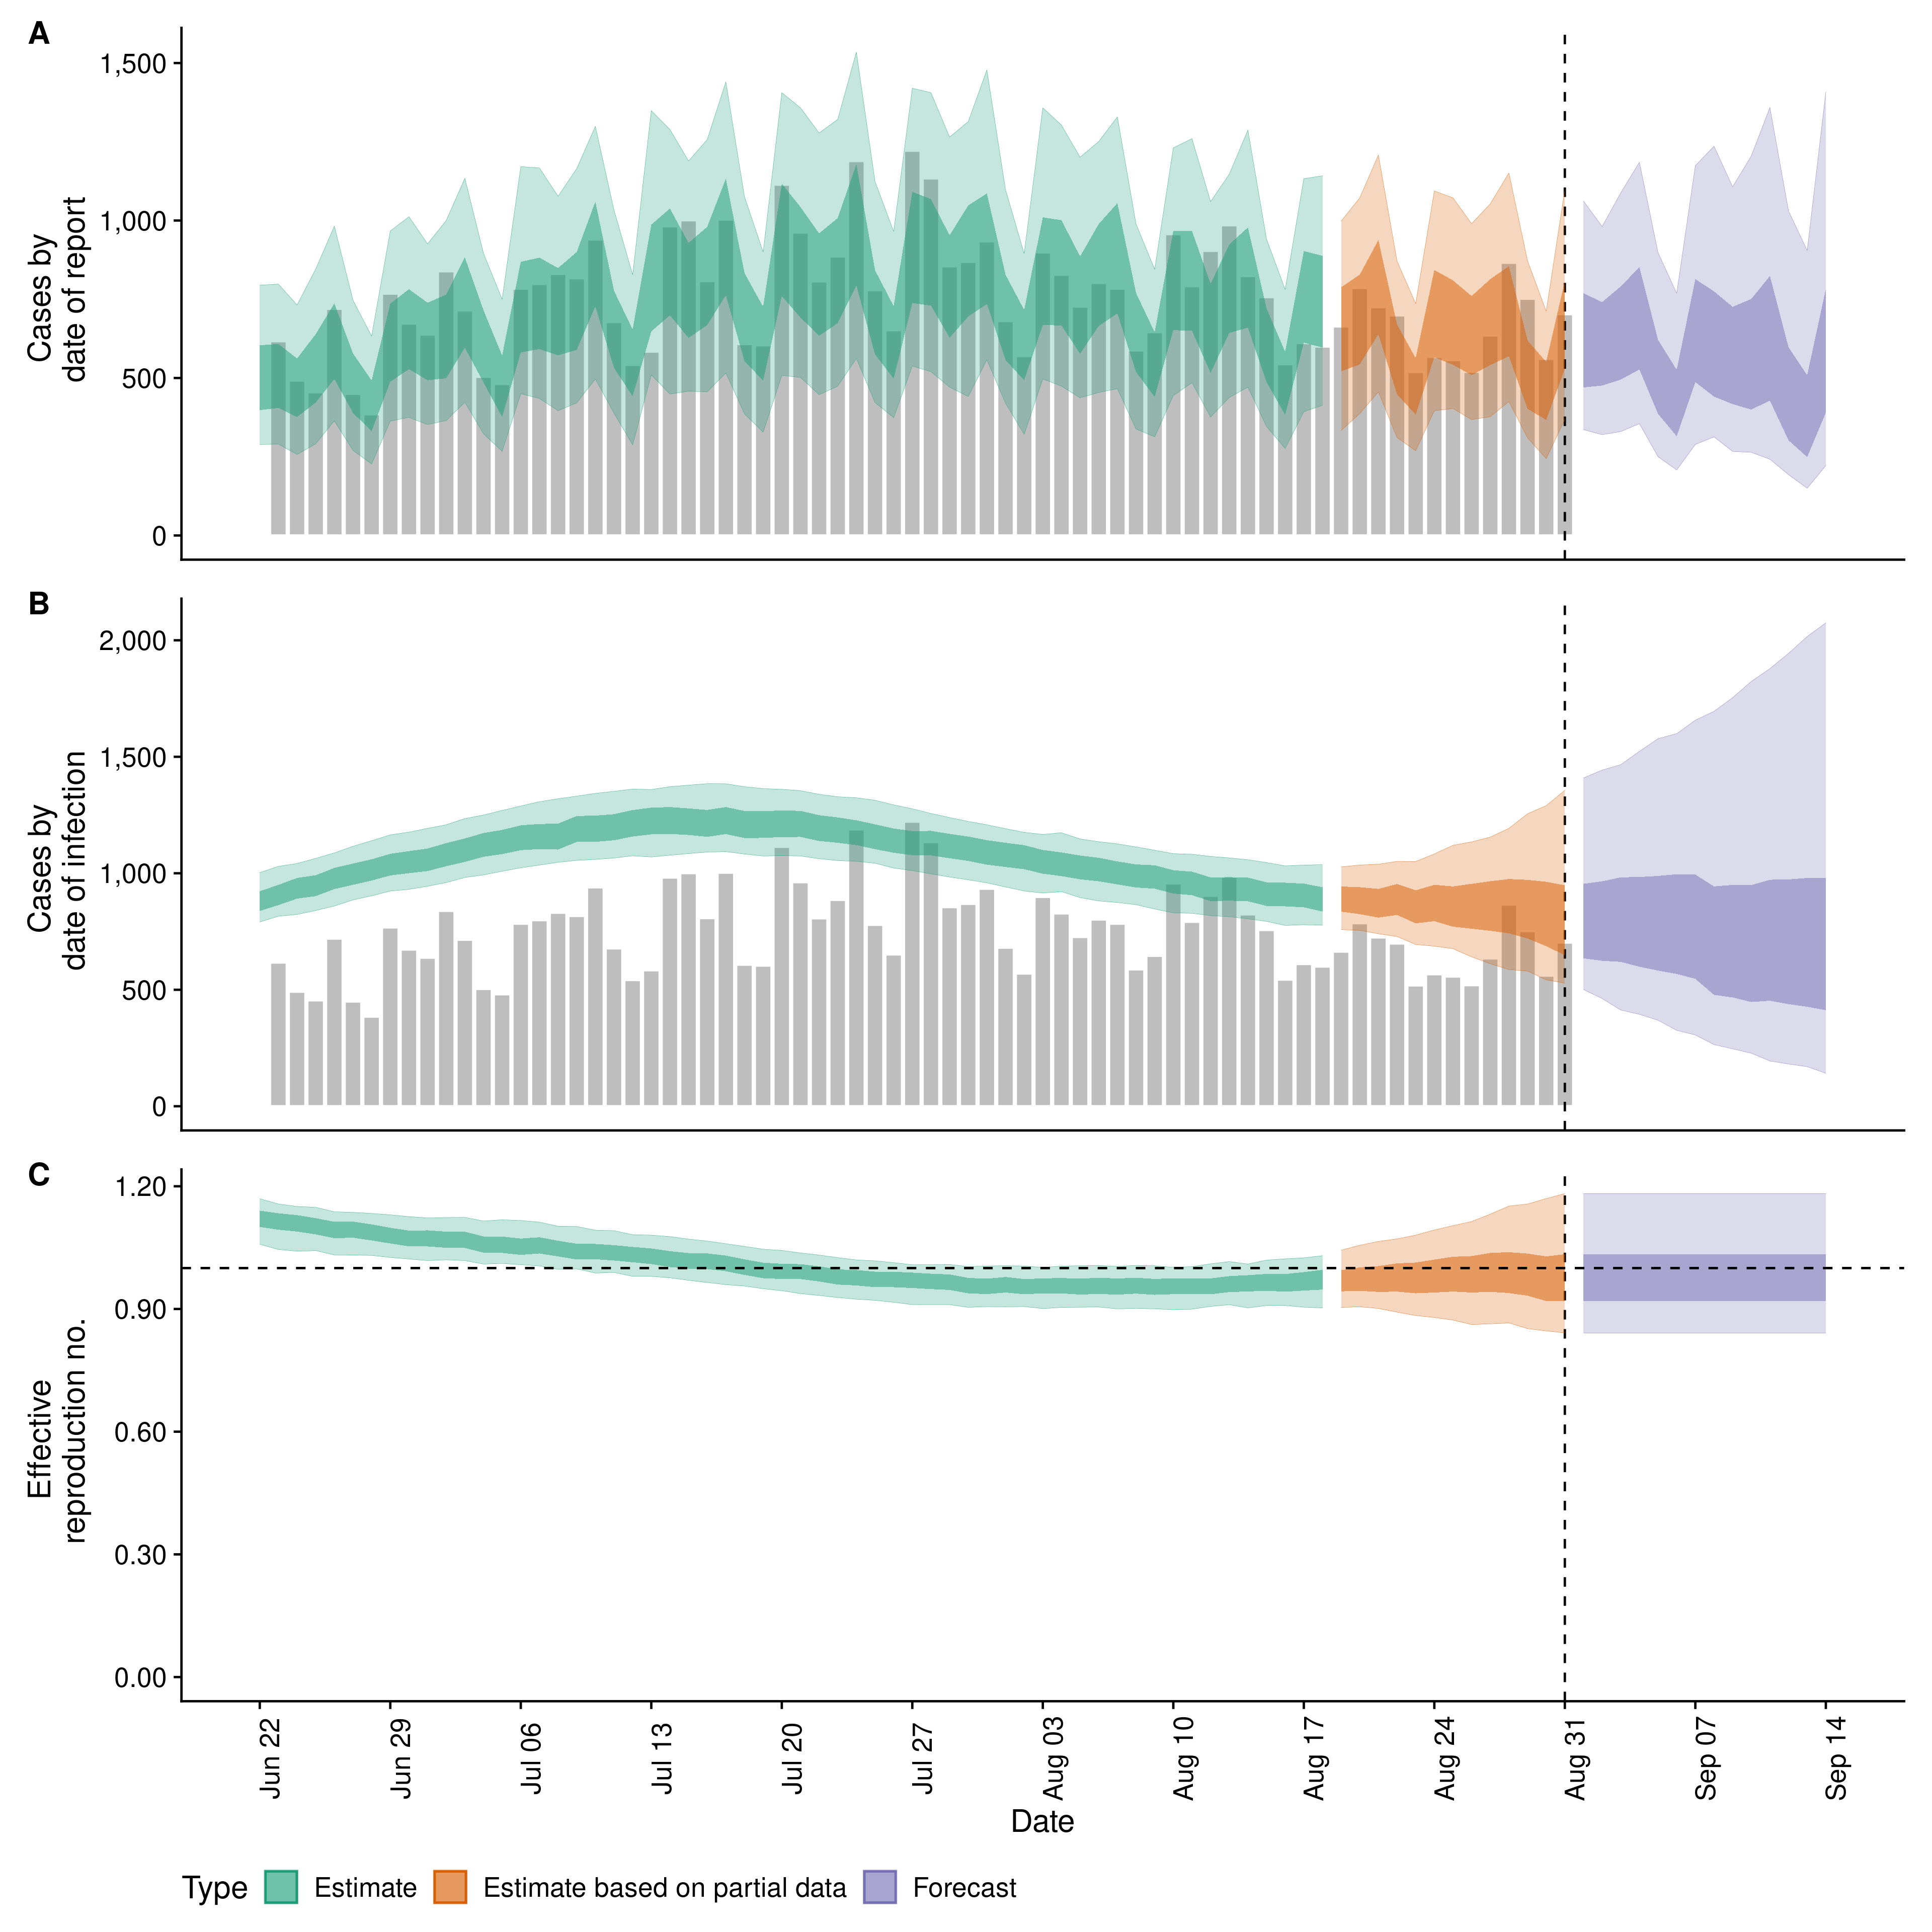 A
1,500
1,000
500
0
Cases by
date of report
B
2,000
1,500
1,000
500
0
Cases by
date of infection
C
1.20
0.90
0.60
0.30
0.00
Effective
reproduction no.
Jun 22
Jun 29
Jul 06
Jul 13
Jul 20
Jul 27
Aug 03
Aug 10
Aug 17
Aug 24
Aug 31
Sep 07
Sep 14
Date
Type Estimate Estimate based on partial data Forecast